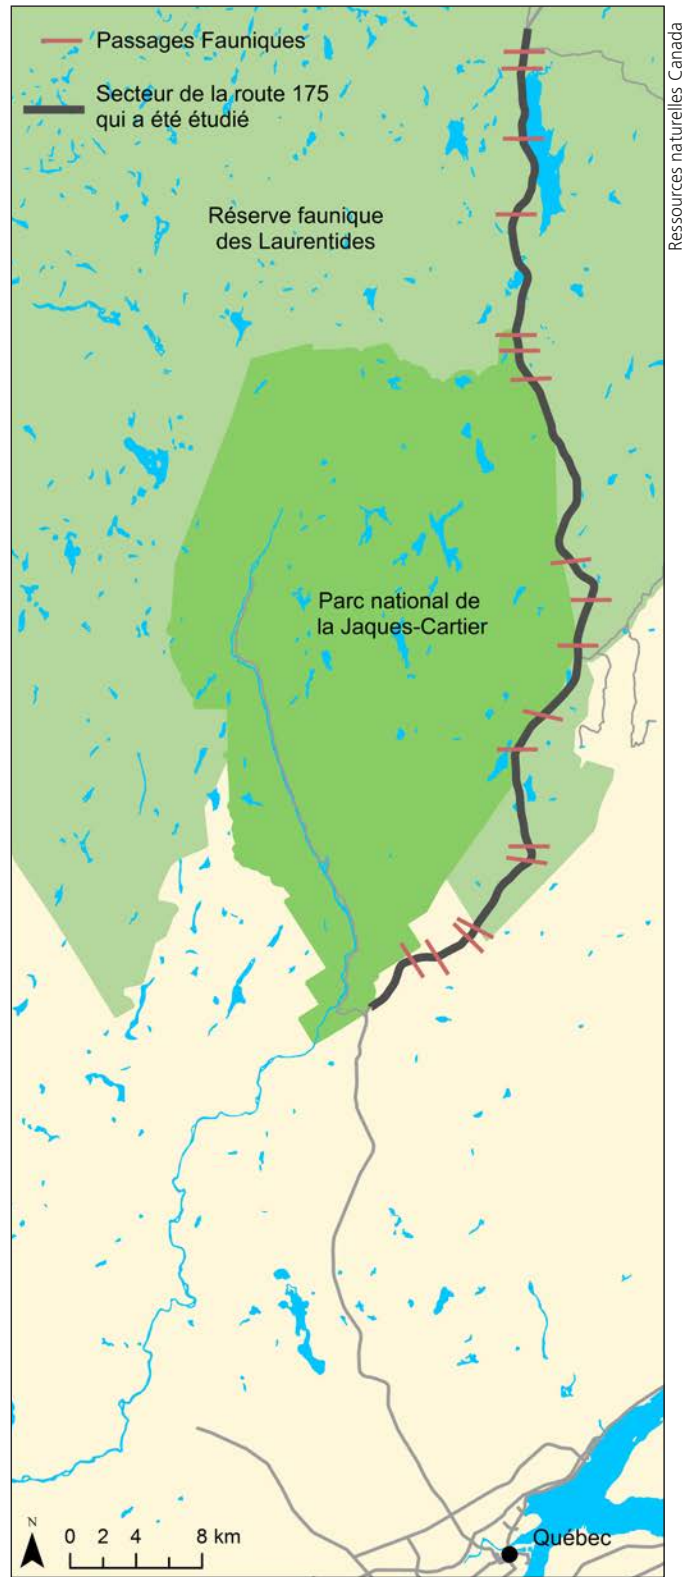 Passages Fauniques
Secteur de la route 175
qui a été étudié
Ressources naturelles Canada
Réserve faunique
des Laurentides
Parc national de
la Jaques-Cartier
N
0 2 4 8 km
Québec